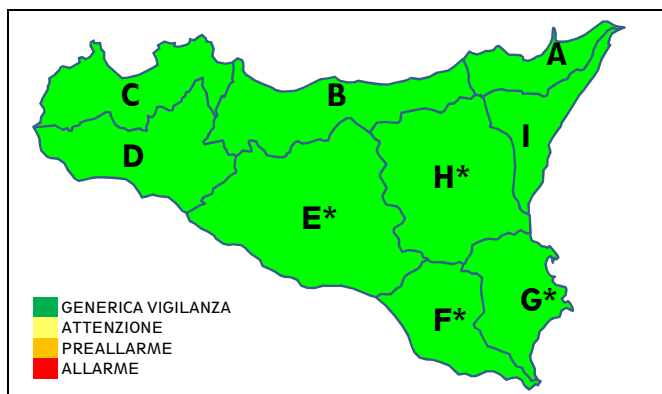 A
C
B
I
D
H*
E*
G*
F*
GENERICA VIGILANZA
ATTENZIONE
PREALLARME
ALLARME